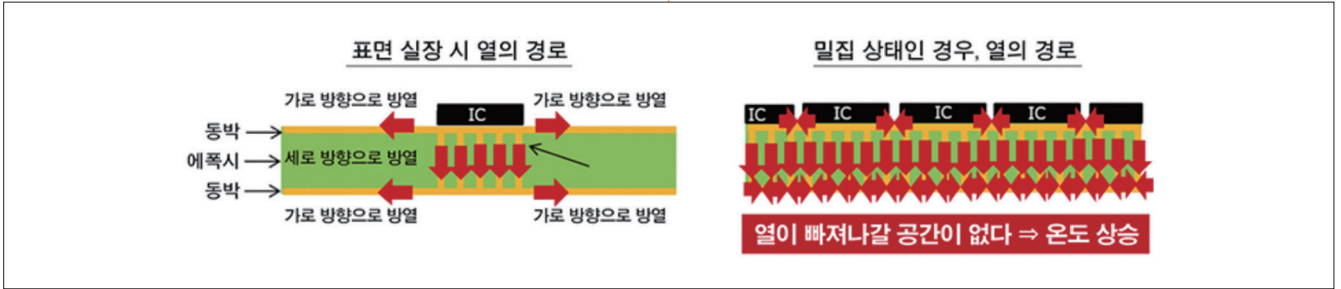 표면 실장 시 열의 경로
가로 방향으로 방열
IC
가로 방향으로 방열
동박
에폭시
세로 방향으로 방열
동박
가로 방향으로 방열
가로 방향으로 방열
밀집 상태인 경우, 열의 경로
IC
IC
IC
IC
열이 빠져나갈 공간이 없다 ⇒ 온도 상승